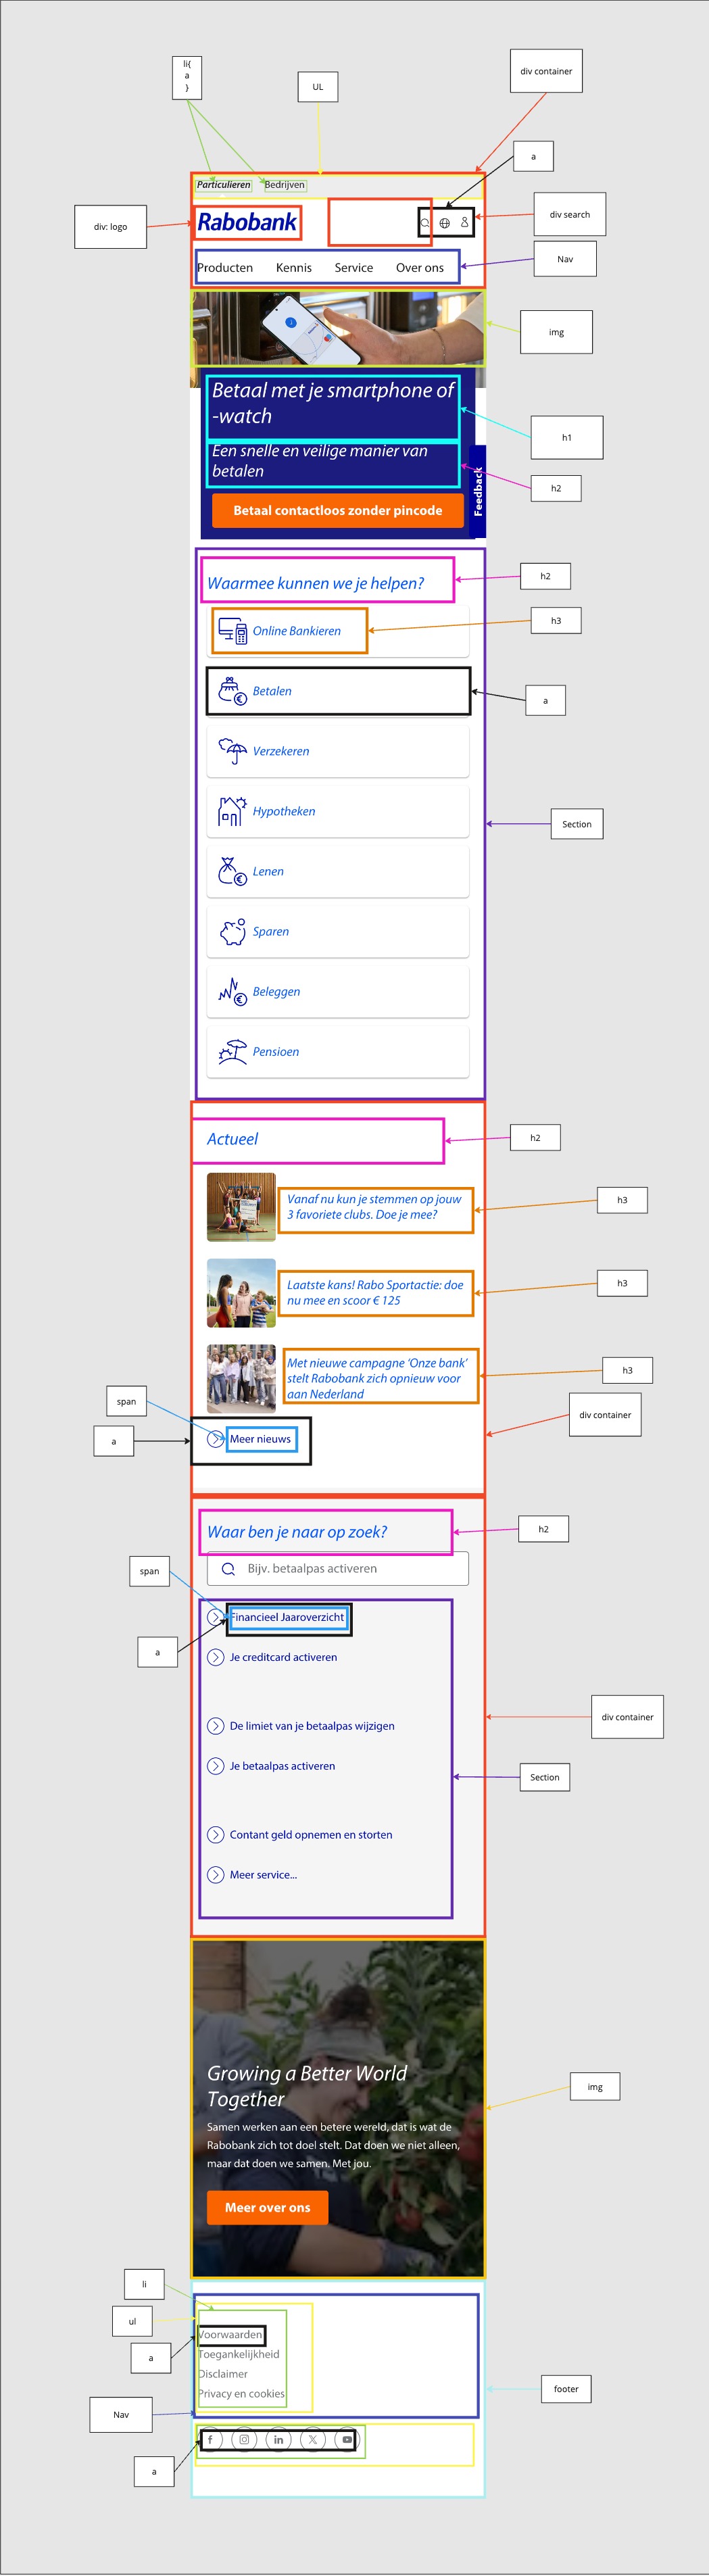 li{
a
}
UL
div container
a
Particulieren
Bedrijven
div: logo
Rabobank
div search
Producten
Kennis
Service
Over ons
Nav
img
Betaal met je smartphone of
-watch
h1
Een snelle en veilige manier van
betalen
h2
Feedback
Betaal contactloos zonder pincode
Waarmee kunnen we je helpen?
h2
Online Bankieren
h3
Betalen
a
Verzekeren
Hypotheken
Section
Lenen
Sparen
Beleggen
Pensioen
Actueel
h2
Vanaf nu kun je stemmen op jouw
3 favoriete clubs. Doe je mee?
h3
Laatste kans! Rabo Sportactie: doe
nu mee en scoor € 125
h3
Met nieuwe campagne ‘Onze bank’
stelt Rabobank zich opnieuw voor
aan Nederland
h3
span
div container
a
Meer nieuws
Waar ben je naar op zoek?
h2
Bijv. betaalpas activeren
span
Financieel Jaaroverzicht
a
Je creditcard activeren
div container
De limiet van je betaalpas wijzigen
Je betaalpas activeren
Section
Contant geld opnemen en storten
Meer service...
Growing a Better World
Together
img
Samen werken aan een betere wereld, dat is wat de
Rabobank zich tot doel stelt. Dat doen we niet alleen,
maar dat doen we samen. Met jou.
Meer over ons
li
ul
Voorwaarden
a
Toegankelijkheid
Disclaimer
footer
Privacy en cookies
Nav
a